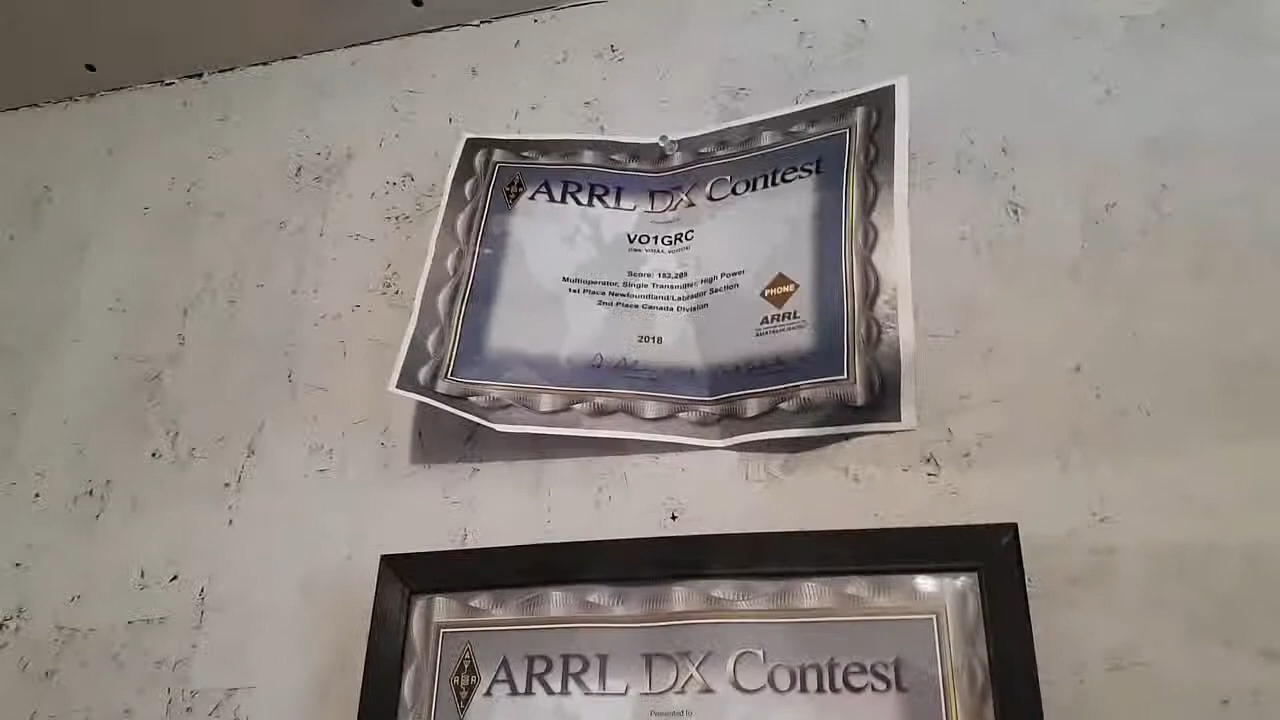 ARRL DX Contest
VO1GRC
Multioperator, Single Transmitter, High Power
1st Place Newfoundland/Labrador Section
2nd Place Canada Division
PHONE
ARRL
2018
ARRL DX Contest
Presented to